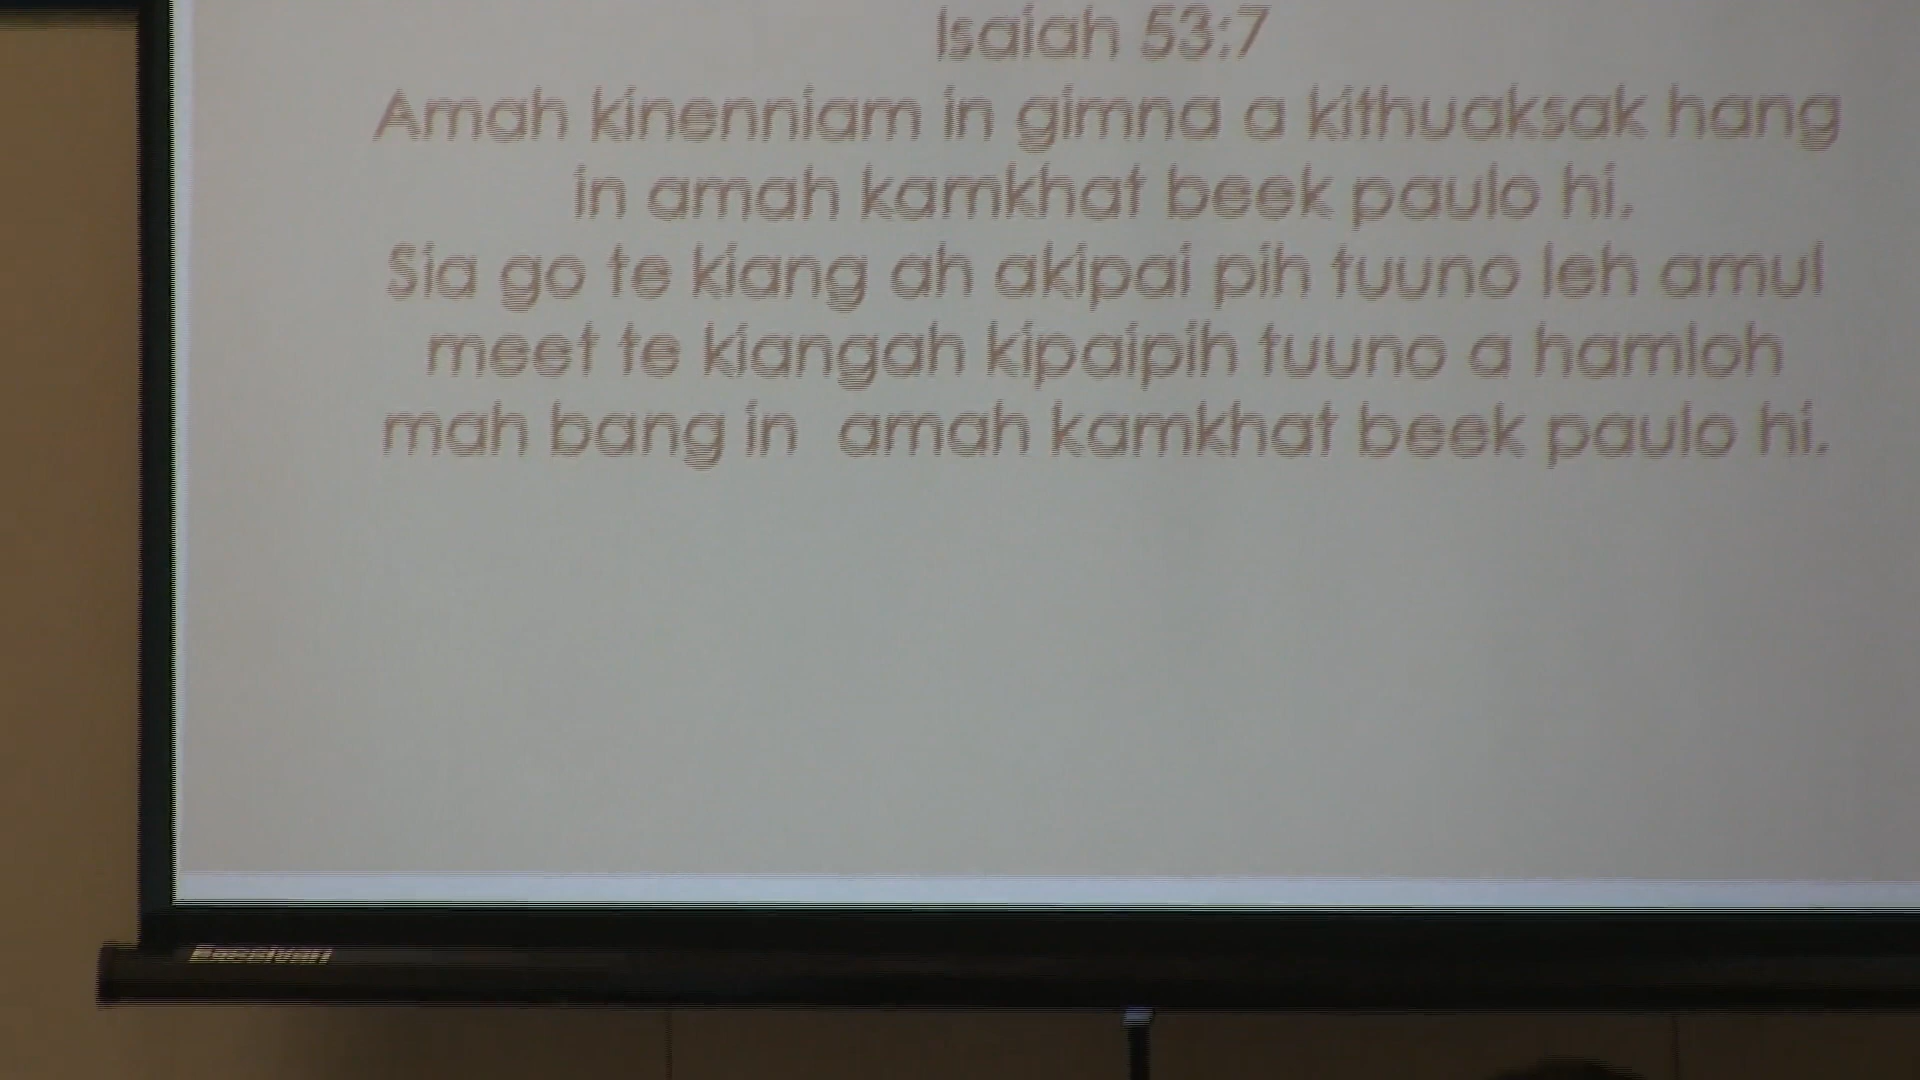 Isaiah 53:7
Amah kinenniam in gimna a kithuaksak hang
in amah kamkhat beek paulo hi.
Sia go te kiang ah akipai pih tuuno leh amul
meet te kiangah kipaipih tuuno a hamloh
mah bang in amah kamkhat beek paulo hi.